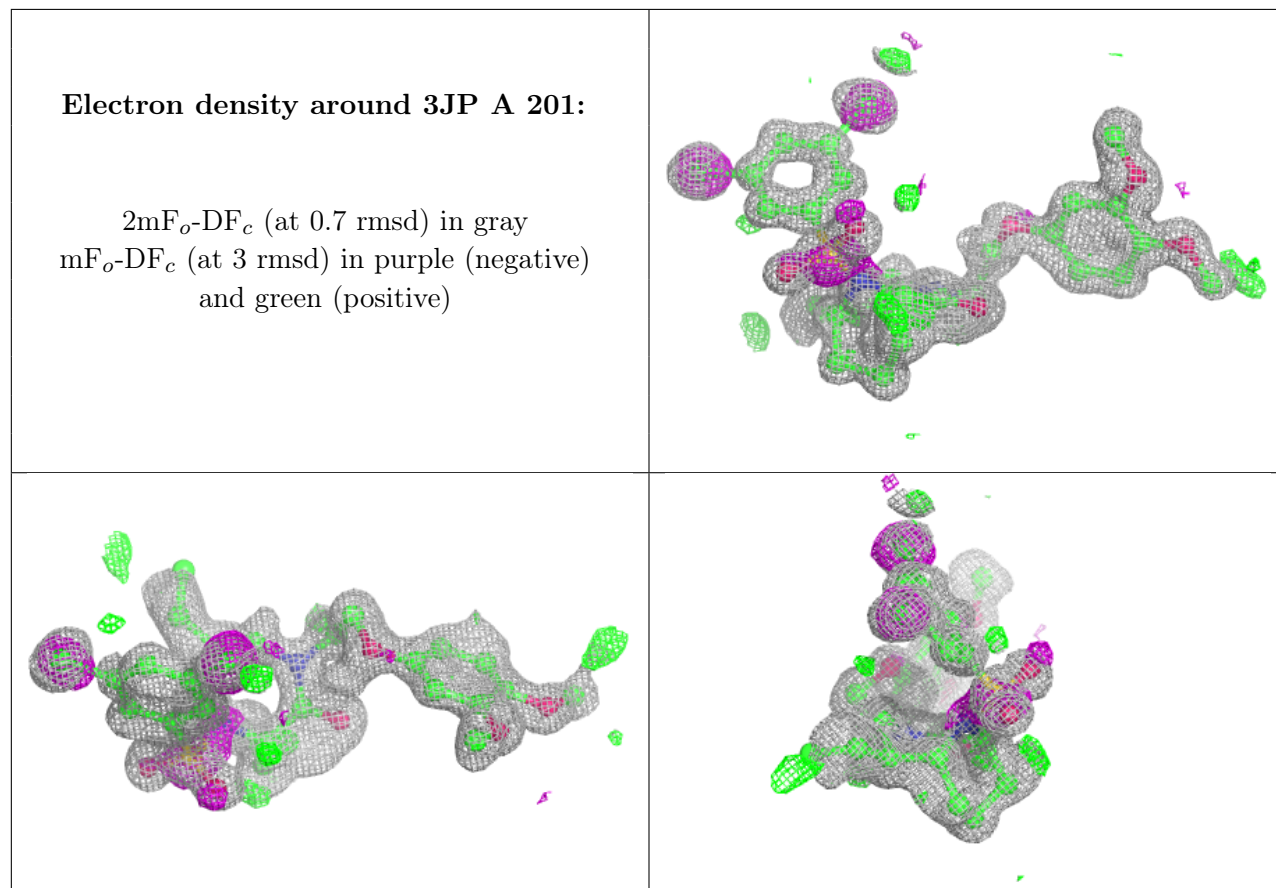 Electron density around 3JP A 201:
2mFo-DFc (at 0.7 rmsd) in gray
mFo-DFc (at 3 rmsd) in purple (negative)
and green (positive)